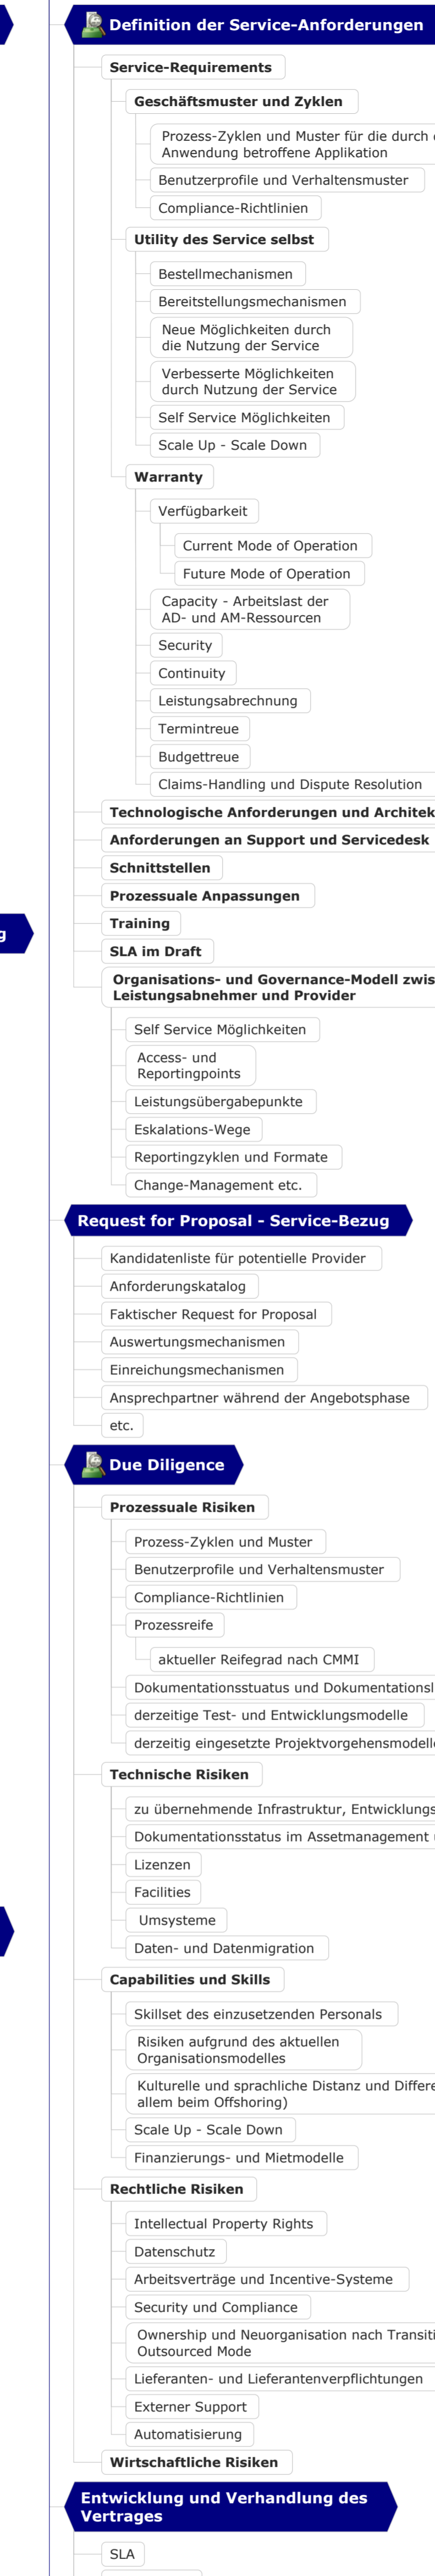 Definition der Service-Anforderungen
Service-Requirements
Geschäftsmuster und Zyklen
Prozess-Zyklen und Muster für die durch
Anwendung betroffene Applikation
Benutzerprofile und Verhaltensmuster
Compliance-Richtlinien
Utility des Service selbst
Bestellmechanismen
Bereitstellungsmechanismen
Neue Möglichkeiten durch
die Nutzung der Service
Verbesserte Möglichkeiten
durch Nutzung der Service
Self Service Möglichkeiten
Scale Up - Scale Down
Warranty
Verfügbarkeit
Current Mode of Operation
Future Mode of Operation
Capacity - Arbeitslast der
AD- und AM-Ressourcen
Security
Continuity
Leistungsabrechnung
Termintreue
Budgettreue
Claims-Handling und Dispute Resolution
Technologische Anforderungen und Architek
Anforderungen an Support und Servicedesk
Schnittstellen
Prozessuale Anpassungen
Training
g
SLA im Draft
Organisations- und Governance-Modell zwis
Leistungsabnehmer und Provider
Self Service Möglichkeiten
Access- und
Reportingpoints
Leistungsübergabepunkte
Eskalations-Wege
Reportingzyklen und Formate
Change-Management etc.
Request for Proposal - Service-Bezug
Kandidatenliste für potentielle Provider
Anforderungskatalog
Faktischer Request for Proposal
Auswertungsmechanismen
Einreichungsmechanismen
Ansprechpartner während der Angebotsphase
etc.
Due Diligence
Prozessuale Risiken
Prozess-Zyklen und Muster
Benutzerprofile und Verhaltensmuster
Compliance-Richtlinien
Prozessreife
aktueller Reifegrad nach CMMI
Dokumentationsstuatus und Dokumentationsl
derzeitige Test- und Entwicklungsmodelle
derzeitig eingesetzte Projektvorgehensmodelle
Technische Risiken
zu übernehmende Infrastruktur, Entwicklungs
Dokumentationsstatus im Assetmanagement
Lizenzen
Facilities
Umsysteme
Daten- und Datenmigration
Capabilities und Skills
Skillset des einzusetzenden Personals
Risiken aufgrund des aktuellen
Organisationsmodelles
Kulturelle und sprachliche Distanz und Differe
allem beim Offshoring)
Scale Up - Scale Down
Finanzierungs- und Mietmodelle
Rechtliche Risiken
Intellectual Property Rights
Datenschutz
Arbeitsverträge und Incentive-Systeme
Security und Compliance
Ownership und Neuorganisation nach Transiti
Outsourced Mode
Lieferanten- und Lieferantenverpflichtungen
Externer Support
Automatisierung
Wirtschaftliche Risiken
Entwicklung und Verhandlung des
Vertrages
SLA